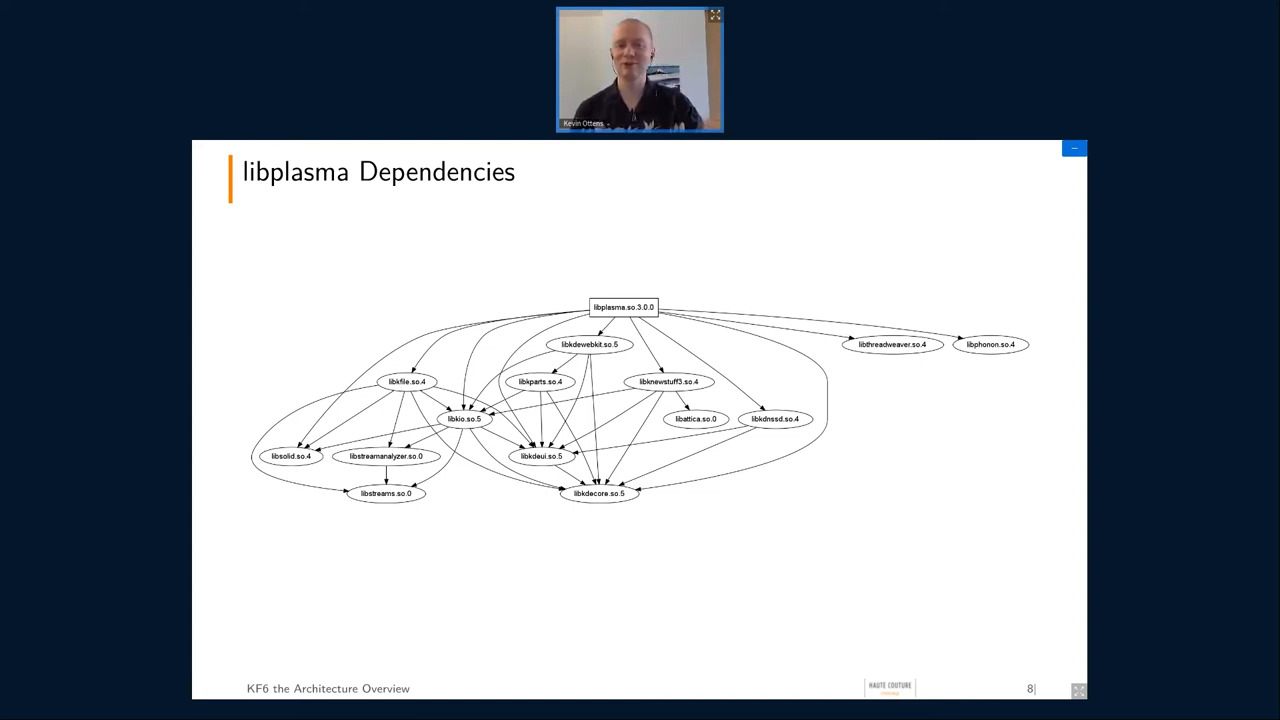 Kevin Ottens
libplasma Dependencies
libplasma.so.3.0.0
libkdewebkit.so.5
libthreadweaver.so.4
libphonon.so.4
libkfile.so.4
libkparts.so.4
libknewstuff3.so.4
libkio.so.5
libattica.so.0
libkdnssd.so.4
libsolid.so.4
libstreamanalyzer.so.0
libkdeui.so.5
libstreams.so.0
libkdecore.so.5
KF6 the Architecture Overview
HAUTE COUTURE
8|